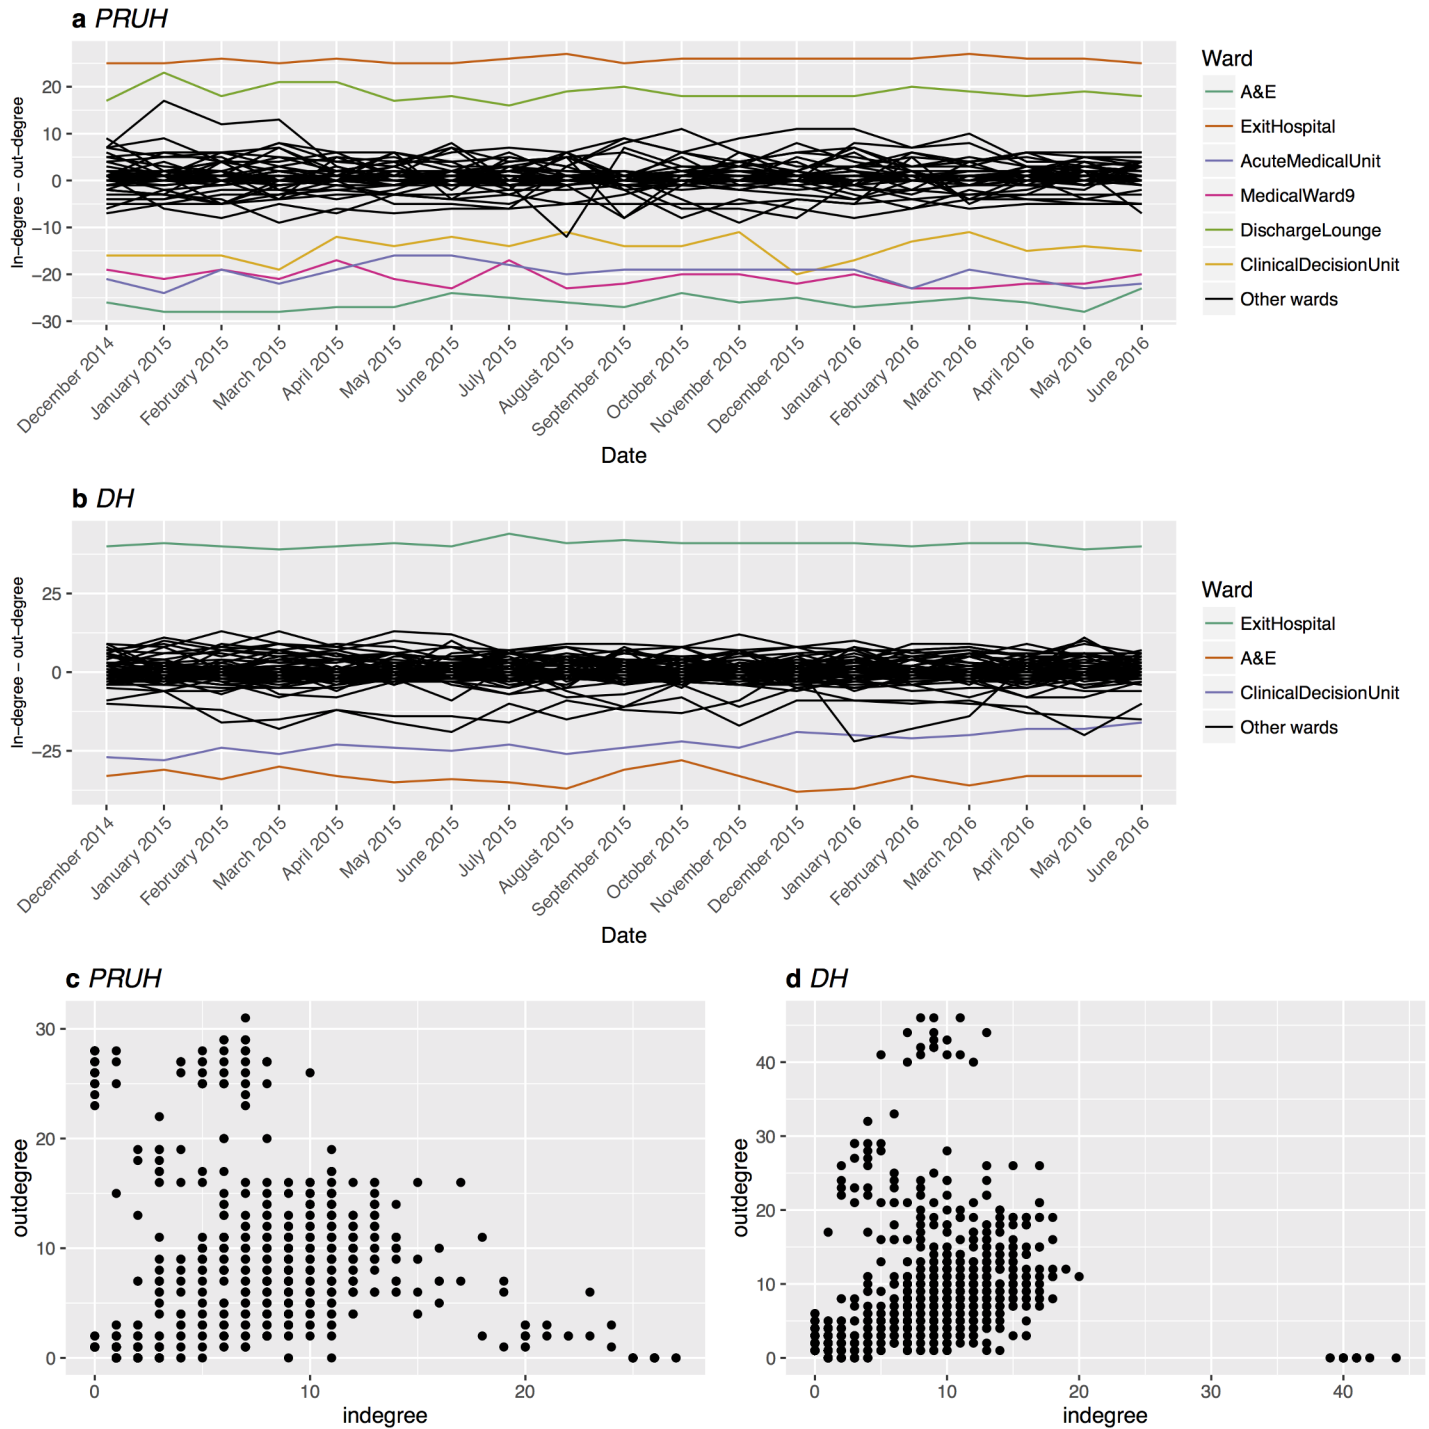 a PRUH
In−degree − out−degree
20
10
0
−10
−20
−30
December 2014
January 2015
February 2015
March 2015
April 2015
May 2015
June 2015
July 2015
August 2015
September 2015
October 2015
November 2015
December 2015
January 2016
February 2016
March 2016
April 2016
May 2016
June 2016
Date
Ward
A&E
ExitHospital
AcuteMedicalUnit
MedicalWard9
DischargeLounge
ClinicalDecisionUnit
Other wards
b DH
In−degree − out−degree
25
0
−25
December 2014
January 2015
February 2015
March 2015
April 2015
May 2015
June 2015
July 2015
August 2015
September 2015
October 2015
November 2015
December 2015
January 2016
February 2016
March 2016
April 2016
May 2016
June 2016
Date
Ward
ExitHospital
A&E
ClinicalDecisionUnit
Other wards
c PRUH
outdegree
30
20
10
0
0 10 20
indegree
d DH
outdegree
40
30
20
10
0
0 10 20 30 40
indegree